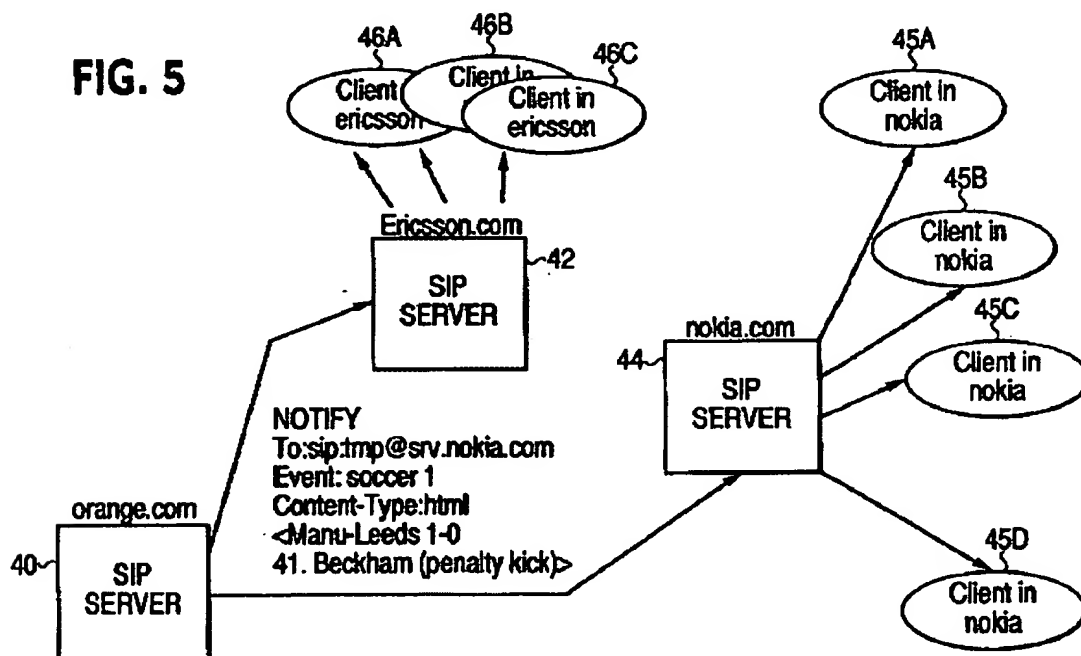 FIG. 5
46A
46B
46C
Client
ericsson
Client in
Client in
ericsson
45A
Client in
nokia
45B
Client in
nokia
45C
Client in
nokia
45D
Client in
nokia
Ericsson.com
42
SIP
SERVER
nokia.com
44
SIP
SERVER
NOTIFY
To:sip:tmp@srv.nokia.com
Event: soccer 1
Content-Type:html
<Manu-Leeds 1-0
41. Beckham (penalty kick)>
orange.com
40
SIP
SERVER